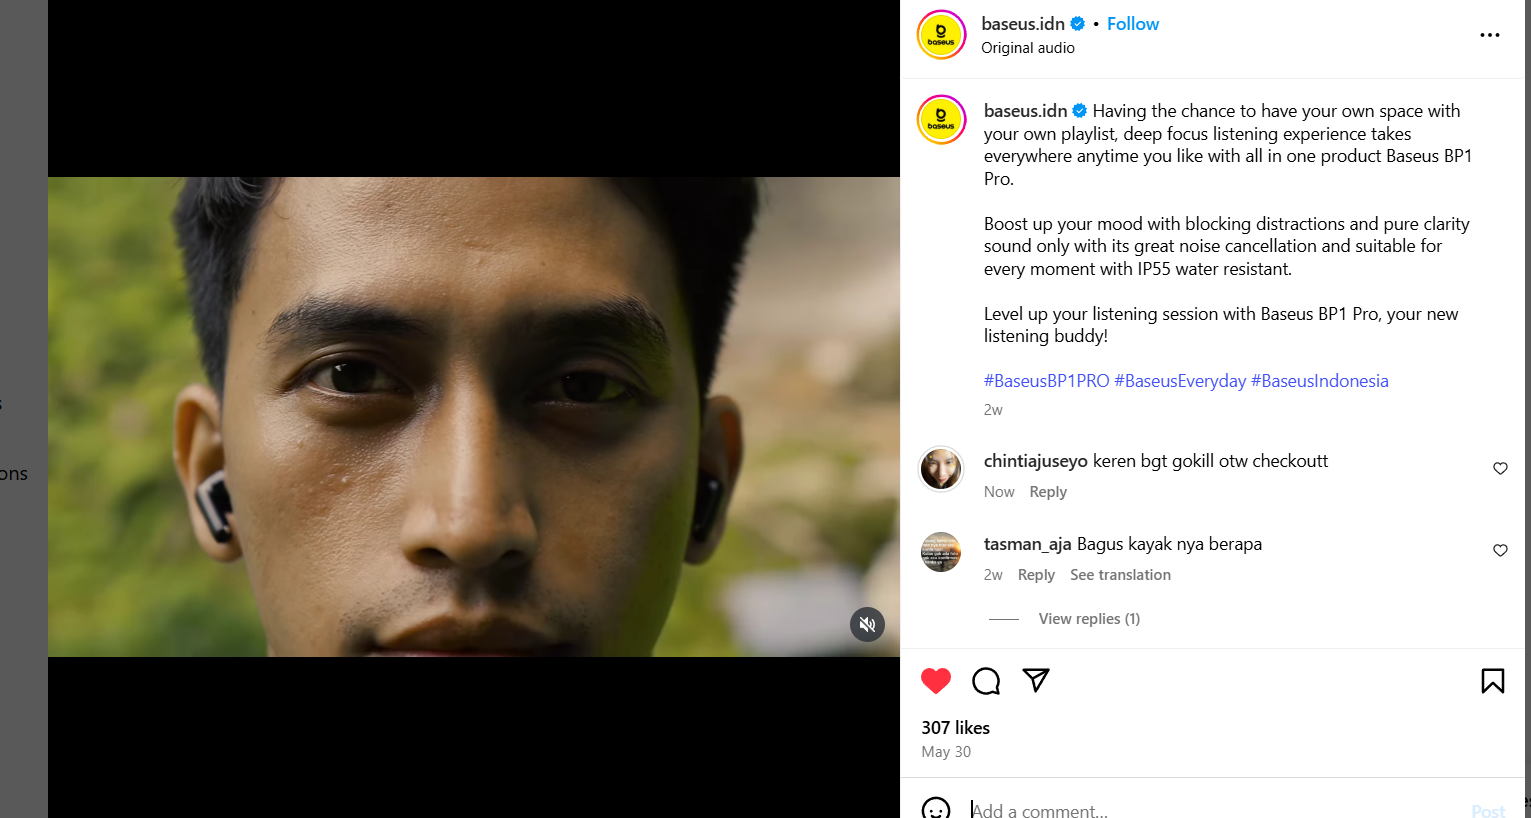 baseus.idn • Follow
Original audio
baseus
baseus
baseus.idn Having the chance to have your own space with
your own playlist, deep focus listening experience takes
everywhere anytime you like with all in one product Baseus BP1
Pro.
Boost up your mood with blocking distractions and pure clarity
sound only with its great noise cancellation and suitable for
every moment with IP55 water resistant.
Level up your listening session with Baseus BP1 Pro, your new
listening buddy!
#BaseusBP1PRO #BaseusEveryday #BaseusIndonesia
2w
chintiajuseyo keren bgt gokill otw checkoutt
Now Reply
tasman_aja Bagus kayak nya berapa
2w Reply See translation
View replies (1)
307 likes
May 30
Add a comment...
Post
ons